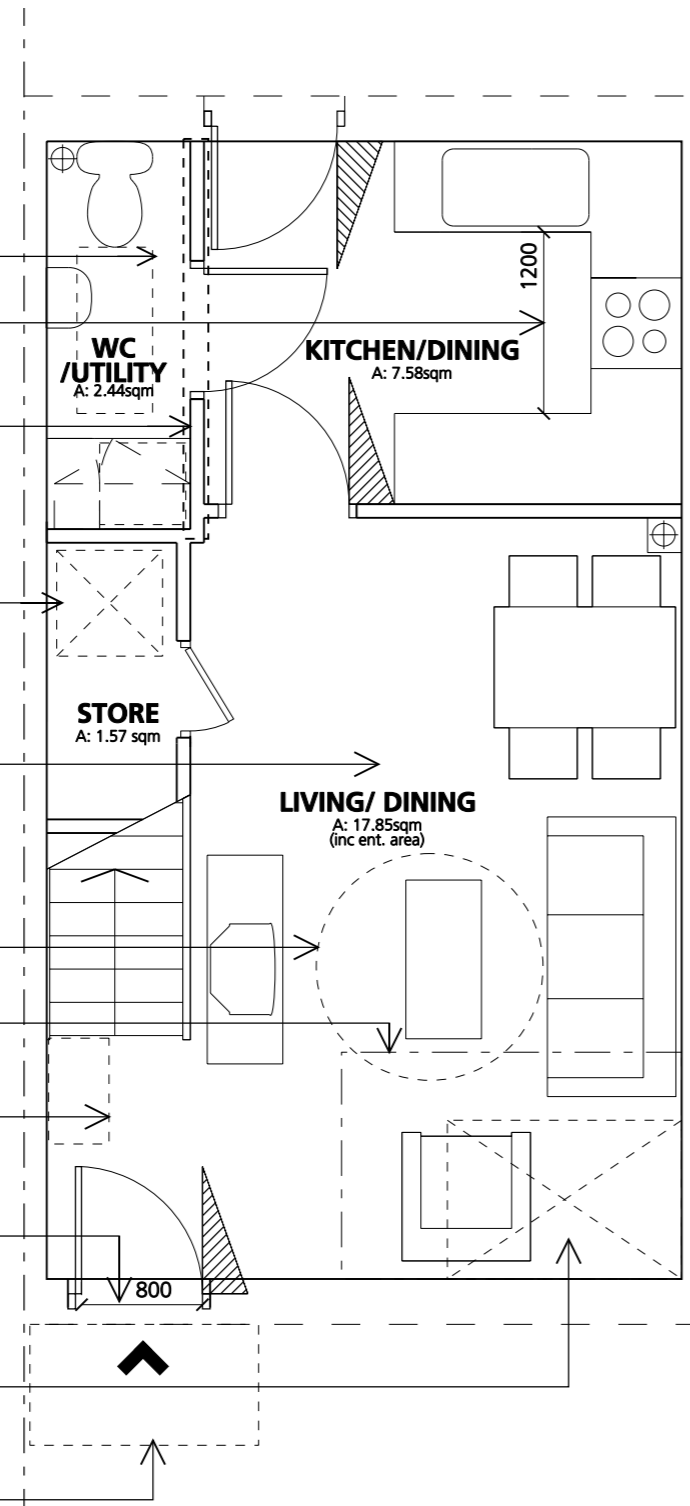 1200
WC
/UTILITY
A: 2.44sqm
KITCHEN/DINING
A: 7.58sqm
STORE
A: 1.57 sqm
LIVING/ DINING
A: 17.85sqm
(inc ent. area)
800